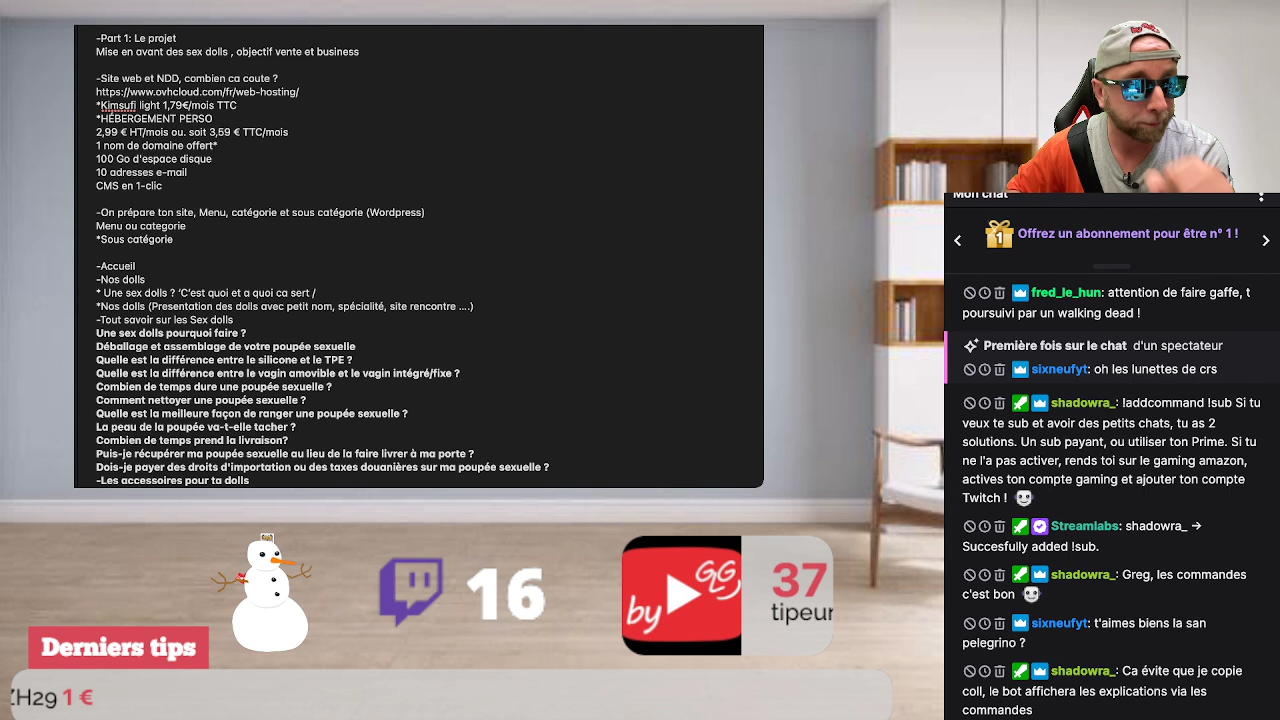 -Part 1: Le projet
Mise en avant des sex dolls , objectif vente et business
-Site web et NDD, combien ca coute ?
https://www.ovhcloud.com/fr/web-hosting/
*Kimsufi light 1,79€/mois TTC
*HÉBERGEMENT PERSO
2,99 € HT/mois ou. soit 3,59 € TTC/mois
1 nom de domaine offert*
100 Go d'espace disque
10 adresses e-mail
CMS en 1-clic
-On prépare ton site, Menu, catégorie et sous catégorie (Wordpress)
Menu ou categorie
*Sous catégorie
-Accueil
-Nos dolls
* Une sex dolls ? ‘C’est quoi et a quoi ca sert /
*Nos dolls (Presentation des dolls avec petit nom, spécialité, site rencontre ....)
-Tout savoir sur les Sex dolls
Une sex dolls pourquoi faire ?
Déballage et assemblage de votre poupée sexuelle
Quelle est la différence entre le silicone et le TPE ?
Quelle est la différence entre le vagin amovible et le vagin intégré/fixe ?
Combien de temps dure une poupée sexuelle ?
Comment nettoyer une poupée sexuelle ?
Quelle est la meilleure façon de ranger une poupée sexuelle ?
La peau de la poupée va-t-elle tacher ?
Combien de temps prend la livraison?
Puis-je récupérer ma poupée sexuelle au lieu de la faire livrer à ma porte ?
Dois-je payer des droits d'importation ou des taxes douanières sur ma poupée sexuelle ?
-Les accessoires pour ta dolls
Mon chat
1
Offrez un abonnement pour être n° 1 !
fred_le_hun: attention de faire gaffe, t
poursuivi par un walking dead !
Première fois sur le chat d'un spectateur
sixneufyt: oh les lunettes de crs
shadowra_: !addcommand !sub Si tu
veux te sub et avoir des petits chats, tu as 2
solutions. Un sub payant, ou utiliser ton Prime. Si tu
ne l'a pas activer, rends toi sur le gaming amazon,
actives ton compte gaming et ajouter ton compte
Twitch !
Streamlabs: shadowra_ ->
Succesfully added !sub.
shadowra_: Greg, les commandes
c'est bon
sixneufyt: t'aimes biens la san
pelegrino ?
shadowra_: Ca évite que je copie
coll, le bot affichera les explications via les
commandes
16
by GG
37
tipeur
Derniers tips
ZH29 1 €